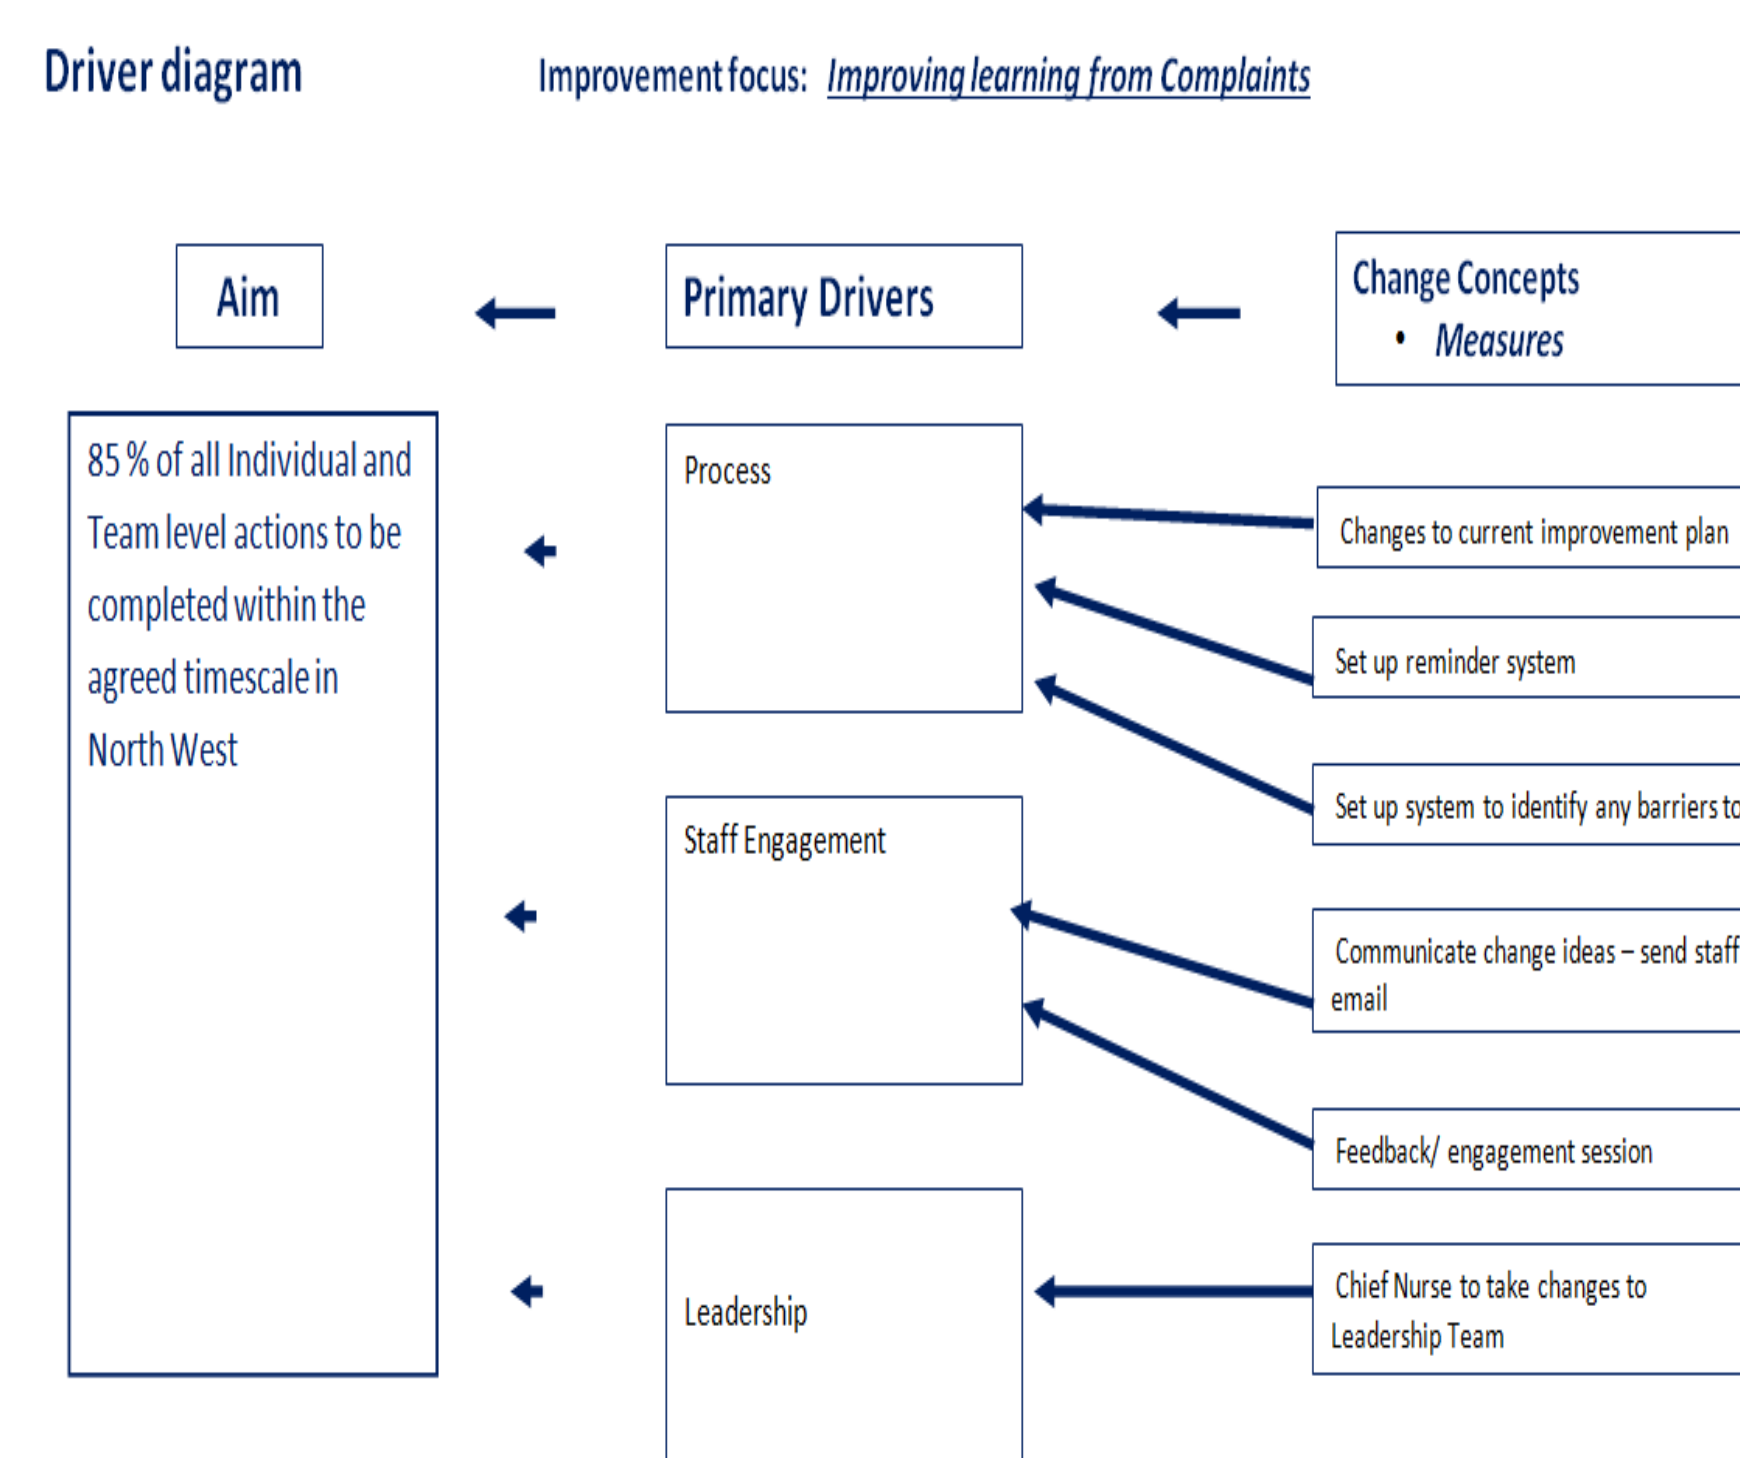 Driver diagram
Improvement focus: Improving learning from Complaints
Aim
Primary Drivers
Change Concepts
• Measures
85 % of all Individual and
Team level actions to be
completed within the
agreed timescale in
North West
Process
Changes to current improvement plan
Set up reminder system
Set up system to identify any barriers to
Staff Engagement
Communicate change ideas – send staff
email
Feedback/ engagement session
Leadership
Chief Nurse to take changes to
Leadership Team